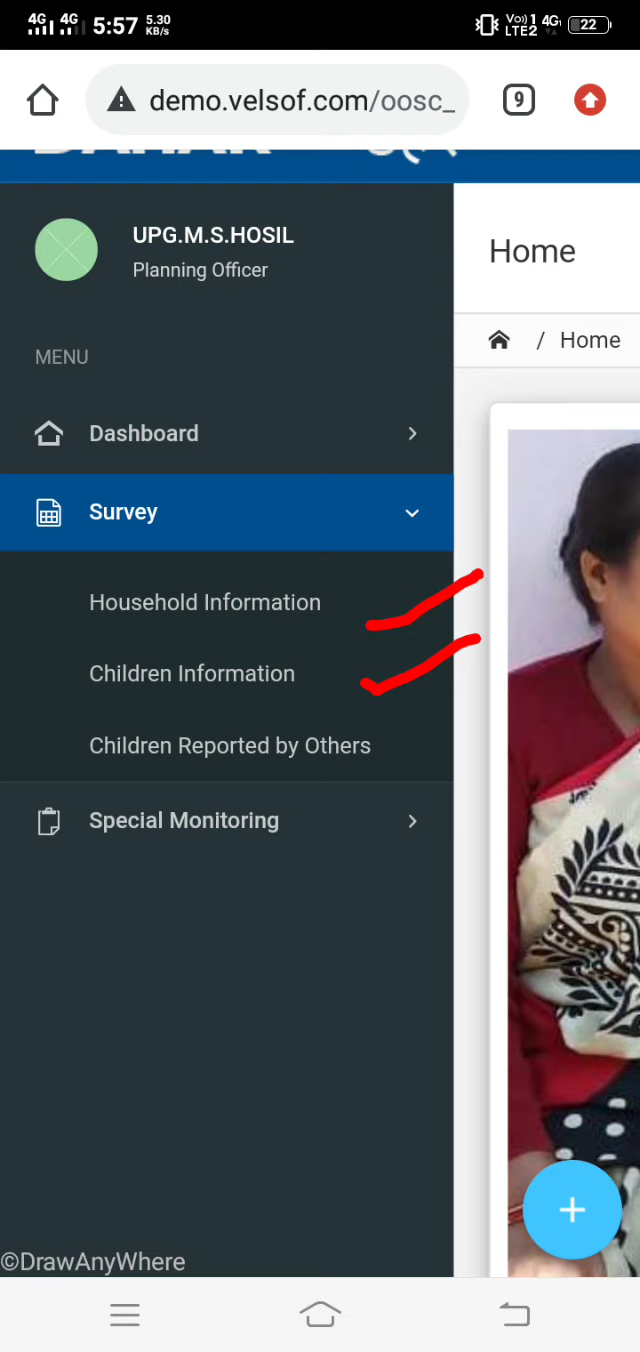 4G 4G 5:57 5.30 KB/s Vo) 1 LTE2 4G 22
demo.velsof.com/oosc_ 9
UPG.M.S.HOSIL
Planning Officer
Home
MENU
/ Home
Dashboard
Survey
Household Information
Children Information
Children Reported by Others
Special Monitoring
+
©DrawAnyWhere